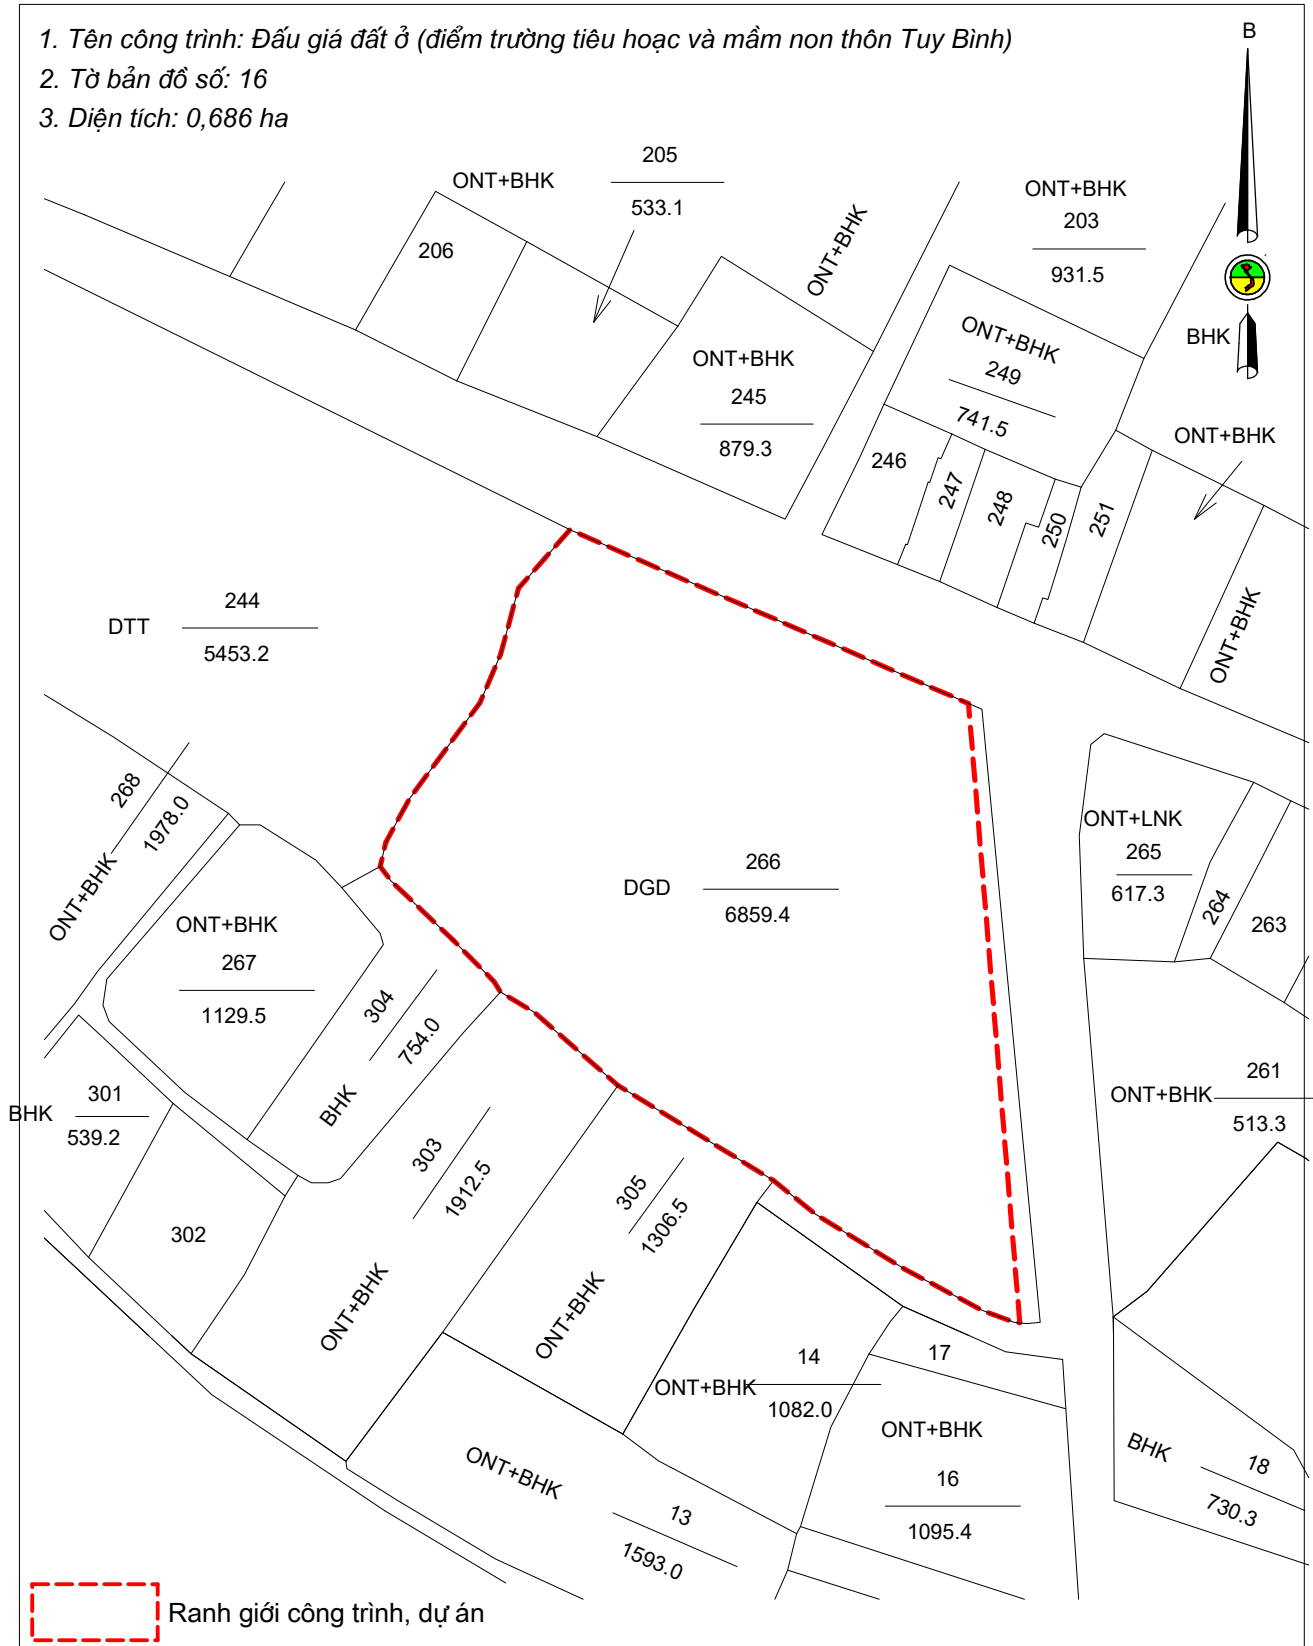 1. Tên công trình: Đấu giá đất ở (điểm trường tiêu hoạc và mầm non thôn Tuy Bình)
2. Tờ bản đồ số: 16
3. Diện tích: 0,686 ha
B
ONT+BHK
205
533.1
206
ONT+BHK
ONT+BHK
203
931.5
BHK
ONT+BHK
245
879.3
ONT+BHK
249
741.5
ONT+BHK
246
247
248
250
251
ONT+BHK
DTT
244
5453.2
268
1978.0
ONT+BHK
ONT+BHK
267
1129.5
DGD
266
6859.4
ONT+LNK
265
617.3
264
263
304
754.0
BHK
BHK
301
539.2
302
303
1912.5
ONT+BHK
305
1306.5
ONT+BHK
ONT+BHK
261
513.3
ONT+BHK
14
1082.0
17
ONT+BHK
16
1095.4
BHK
18
730.3
ONT+BHK
13
1593.0
Ranh giới công trình, dự án